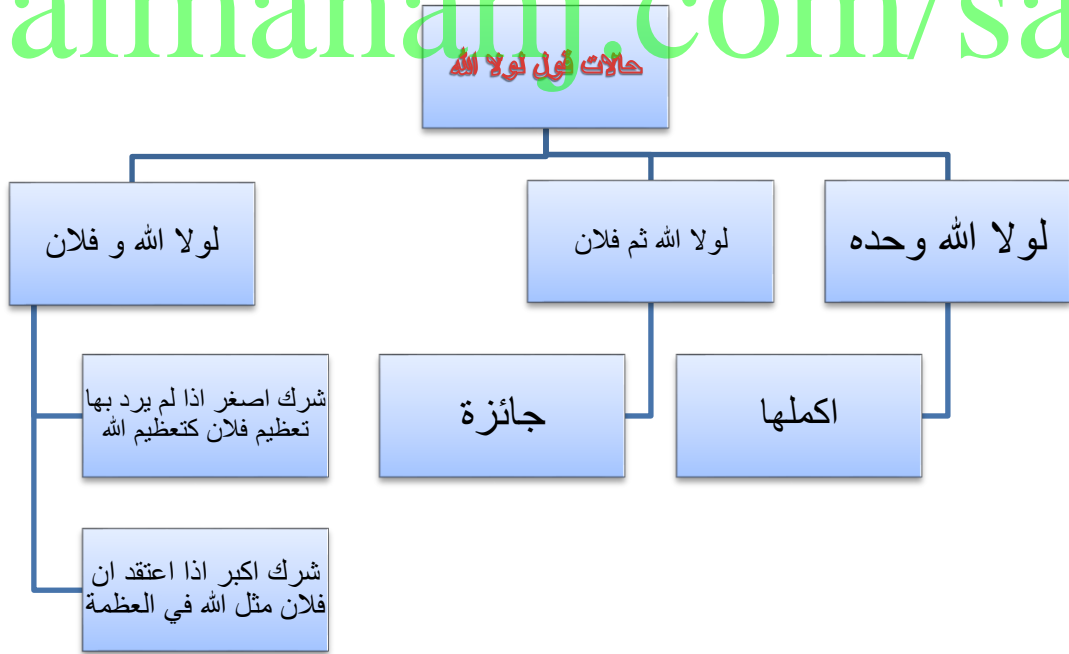 almanahj.com/sa
حالات قول لولا الله
لولا الله وحده
اكملها
لولا الله ثم فلان
جائزة
لولا الله و فلان
شرك اصغر اذا لم يرد بها
تعظيم فلان كتعظيم الله
شرك اكبر اذا اعتقد ان
فلان مثل الله في العظمة